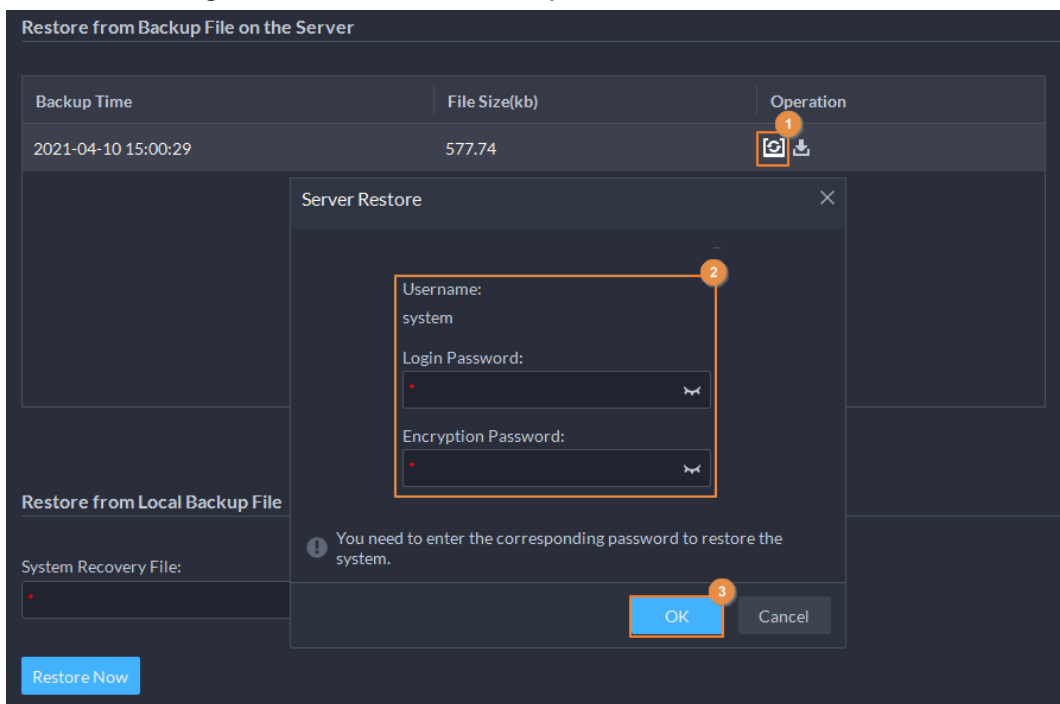 Restore from Backup File on the Server
Backup Time File Size(kb) Operation
1
2021-04-10 15:00:29 577.74
Server Restore
2
Username:
system
Login Password:
*
Encryption Password:
*
Restore from Local Backup File
You need to enter the corresponding password to restore the
system.
System Recovery File:
*
3
OK Cancel
Restore Now